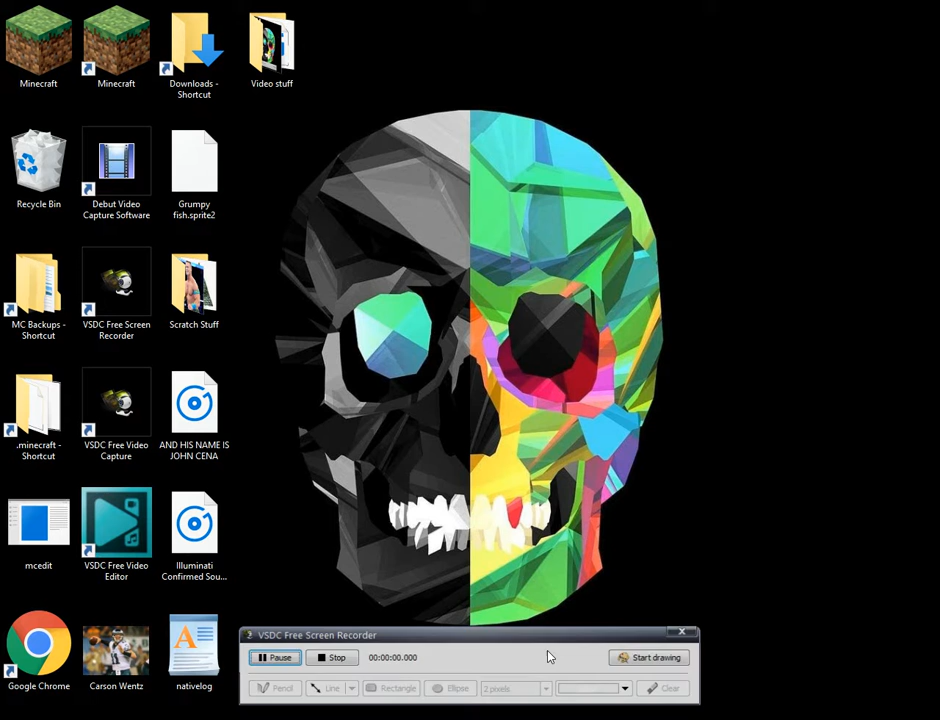 Minecraft
Minecraft
Downloads -
Shortcut
Video stuff
Recycle Bin
Debut Video
Capture Software
Grumpy
fish.sprite2
MC Backups -
Shortcut
VSDC Free Screen
Recorder
Scratch Stuff
.minecraft -
Shortcut
VSDC Free Video
Capture
AND HIS NAME IS
JOHN CENA
mcedit
VSDC Free Video
Editor
Illuminati
Confirmed Sou...
Google Chrome
Carson Wentz
nativelog
VSDC Free Screen Recorder
Pause
Stop
00:00:00.000
Start drawing
Pencil
Line
Rectangle
Ellipse
2 pixels
Clear